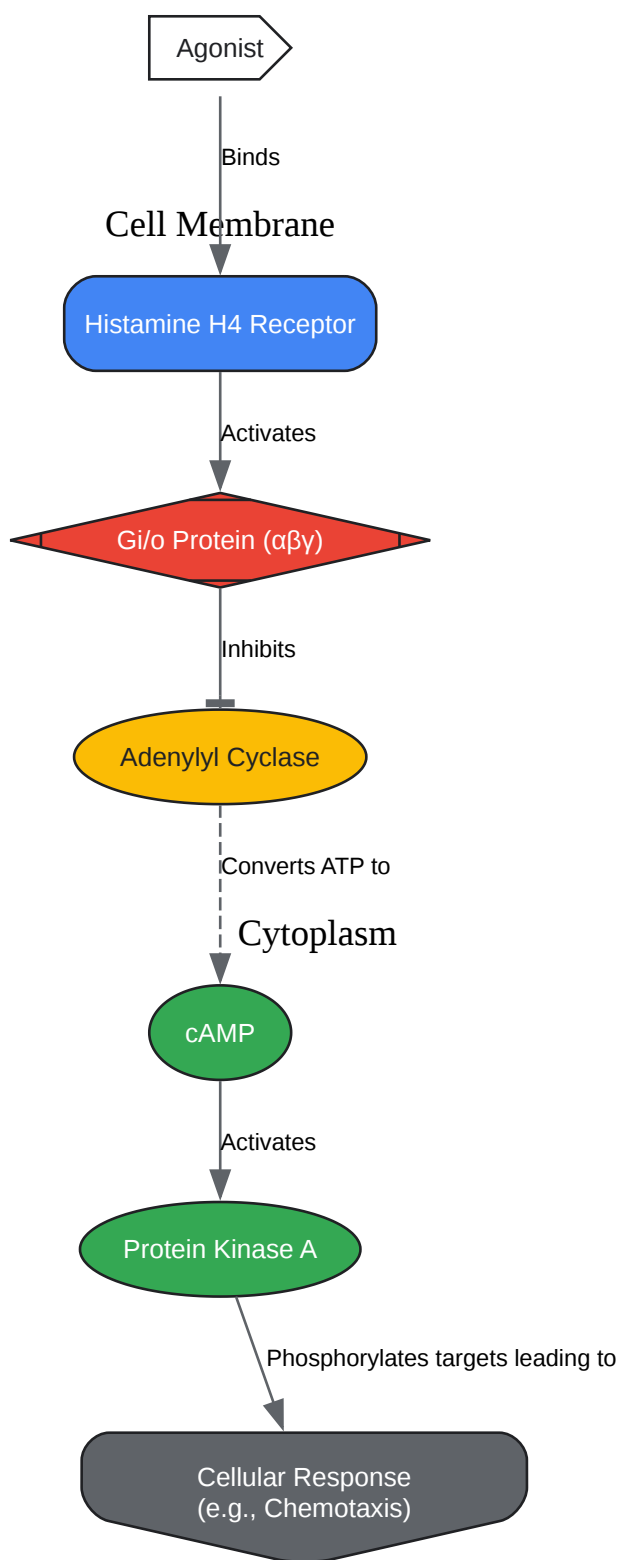 Agonist
Binds
Cell Membrane
Histamine H4 Receptor
Activates
Gi/o Protein (αβγ)
Inhibits
Adenylyl Cyclase
Converts ATP to
Cytoplasm
cAMP
Activates
Protein Kinase A
Phosphorylates targets leading to
Cellular Response
(e.g., Chemotaxis)